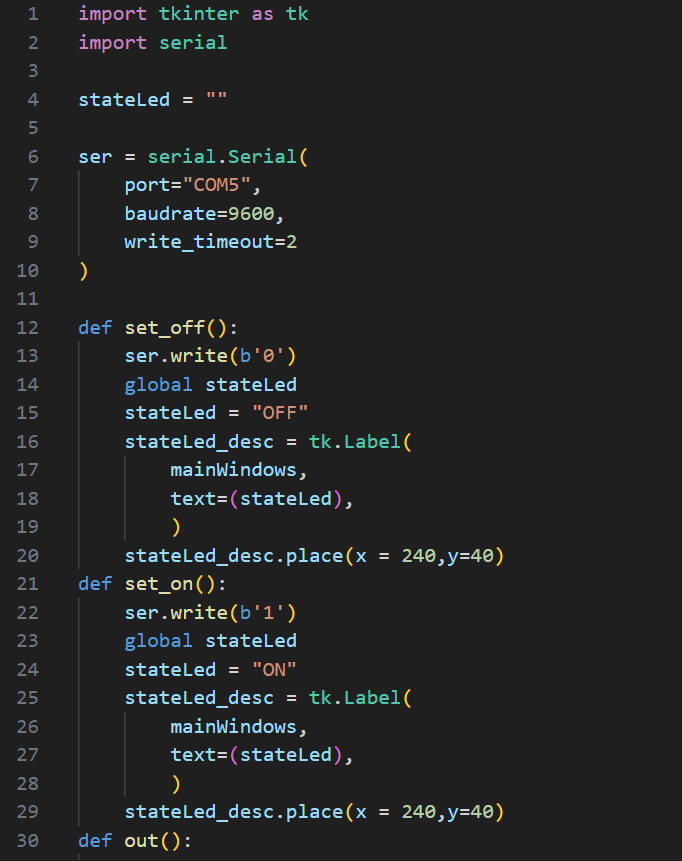 1 import tkinter as tk
2 import serial
3
4 stateLed = ""
5
6 ser = serial.Serial(
7     port="COM5",
8     baudrate=9600,
9     write_timeout=2
10 )
11
12 def set_off():
13     ser.write(b'0')
14     global stateLed
15     stateLed = "OFF"
16     stateLed_desc = tk.Label(
17         mainWindows,
18         text=(stateLed),
19         )
20     stateLed_desc.place(x = 240,y=40)
21 def set_on():
22     ser.write(b'1')
23     global stateLed
24     stateLed = "ON"
25     stateLed_desc = tk.Label(
26         mainWindows,
27         text=(stateLed),
28         )
29     stateLed_desc.place(x = 240,y=40)
30 def out():